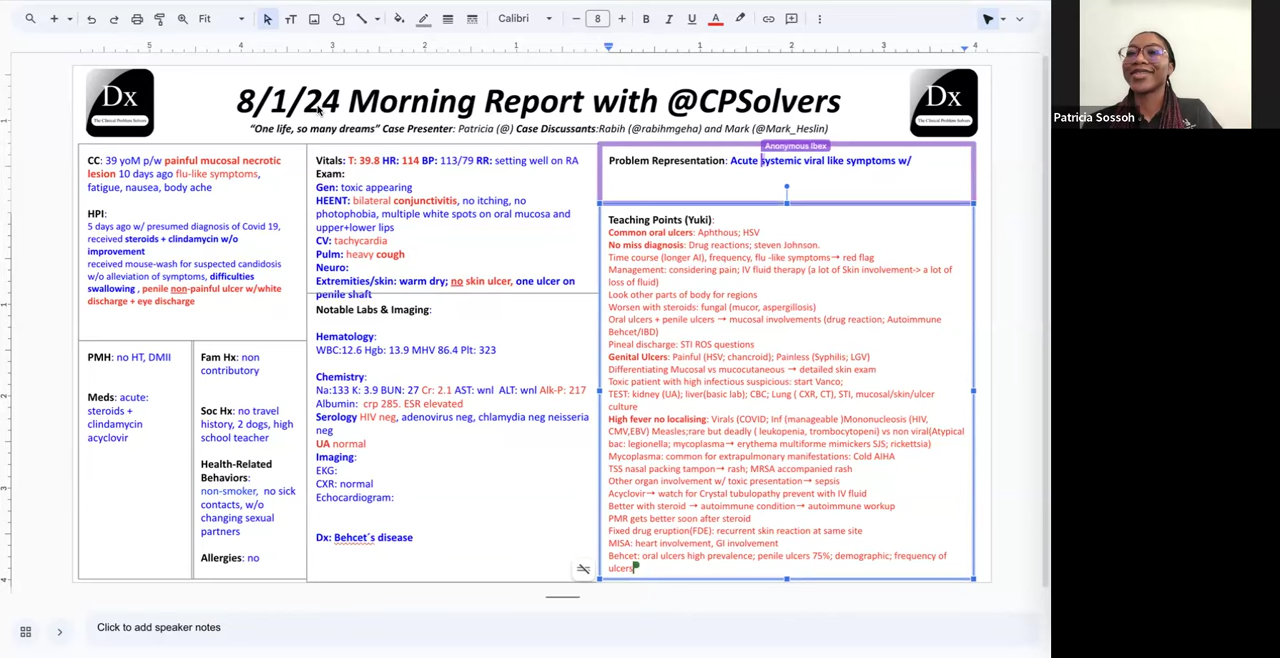 Fit
Calibri
8
B
I
U
A
5
4
3
2
1
1
2
3
4
Patricia Sossoh
Dx
The Clinical Problem Solvers
8/1/24 Morning Report with @CPSolvers
"One life, so many dreams" Case Presenter: Patricia (@) Case Discussants:Rabih (@rabihmgeha) and Mark (@Mark_Heslin)
Dx
The Clinical Problem Solvers
CC: 39 yoM p/w painful mucosal necrotic
lesion 10 days ago flu-like symptoms,
fatigue, nausea, body ache
HPI:
5 days ago w/ presumed diagnosis of Covid 19,
received steroids + clindamycin w/o
improvement
received mouse-wash for suspected candidosis
w/o alleviation of symptoms, difficulties
swallowing , penile non-painful ulcer w/white
discharge + eye discharge
PMH: no HT, DMII
Meds: acute:
steroids +
clindamycin
acyclovir
Fam Hx: non
contributory
Soc Hx: no travel
history, 2 dogs, high
school teacher
Health-Related
Behaviors:
non-smoker, no sick
contacts, w/o
changing sexual
partners
Allergies: no
Vitals: T: 39.8 HR: 114 BP: 113/79 RR: setting well on RA
Exam:
Gen: toxic appearing
HEENT: bilateral conjunctivitis, no itching, no
photophobia, multiple white spots on oral mucosa and
upper+lower lips
CV: tachycardia
Pulm: heavy cough
Neuro:
Extremities/skin: warm dry; no skin ulcer, one ulcer on
penile shaft
Notable Labs & Imaging:
Hematology:
WBC:12.6 Hgb: 13.9 MHV 86.4 Plt: 323
Chemistry:
Na:133 K: 3.9 BUN: 27 Cr: 2.1 AST: wnl ALT: wnl Alk-P: 217
Albumin: crp 285. ESR elevated
Serology HIV neg, adenovirus neg, chlamydia neg neisseria
neg
UA normal
Imaging:
EKG:
CXR: normal
Echocardiogram:
Dx: Behcet´s disease
Anonymous Ibex
Problem Representation: Acute systemic viral like symptoms w/
Teaching Points (Yuki):
Common oral ulcers: Aphthous; HSV
No miss diagnosis: Drug reactions; steven Johnson.
Time course (longer AI), frequency, flu -like symptoms→ red flag
Management: considering pain; IV fluid therapy (a lot of Skin involvement-> a lot of
loss of fluid)
Look other parts of body for regions
Worsen with steroids: fungal (mucor, aspergillosis)
Oral ulcers + penile ulcers → mucosal involvements (drug reaction; Autoimmune
Behcet/IBD)
Pineal discharge: STI ROS questions
Genital Ulcers: Painful (HSV; chancroid); Painless (Syphilis; LGV)
Differentiating Mucosal vs mucocutaneous → detailed skin exam
Toxic patient with high infectious suspicious: start Vanco;
TEST: kidney (UA); liver(basic lab); CBC; Lung ( CXR, CT), STI, mucosal/skin/ulcer
culture
High fever no localising: Virals (COVID; Inf (manageable )Mononucleosis (HIV,
CMV,EBV) Measles;rare but deadly ( leukopenia, trombocytopeni) vs non viral(Atypical
bac: legionella; mycoplasma→ erythema multiforme mimickers SJS; rickettsia)
Mycoplasma: common for extrapulmonary manifestations: Cold AIHA
TSS nasal packing tampon→ rash; MRSA accompanied rash
Other organ involvement w/ toxic presentation→ sepsis
Acyclovir→ watch for Crystal tubulopathy prevent with IV fluid
Better with steroid → autoimmune condition→ autoimmune workup
PMR gets better soon after steroid
Fixed drug eruption(FDE): recurrent skin reaction at same site
MISA: heart involvement, GI involvement
Behcet: oral ulcers high prevalence; penile ulcers 75%; demographic; frequency of
ulcers
Click to add speaker notes